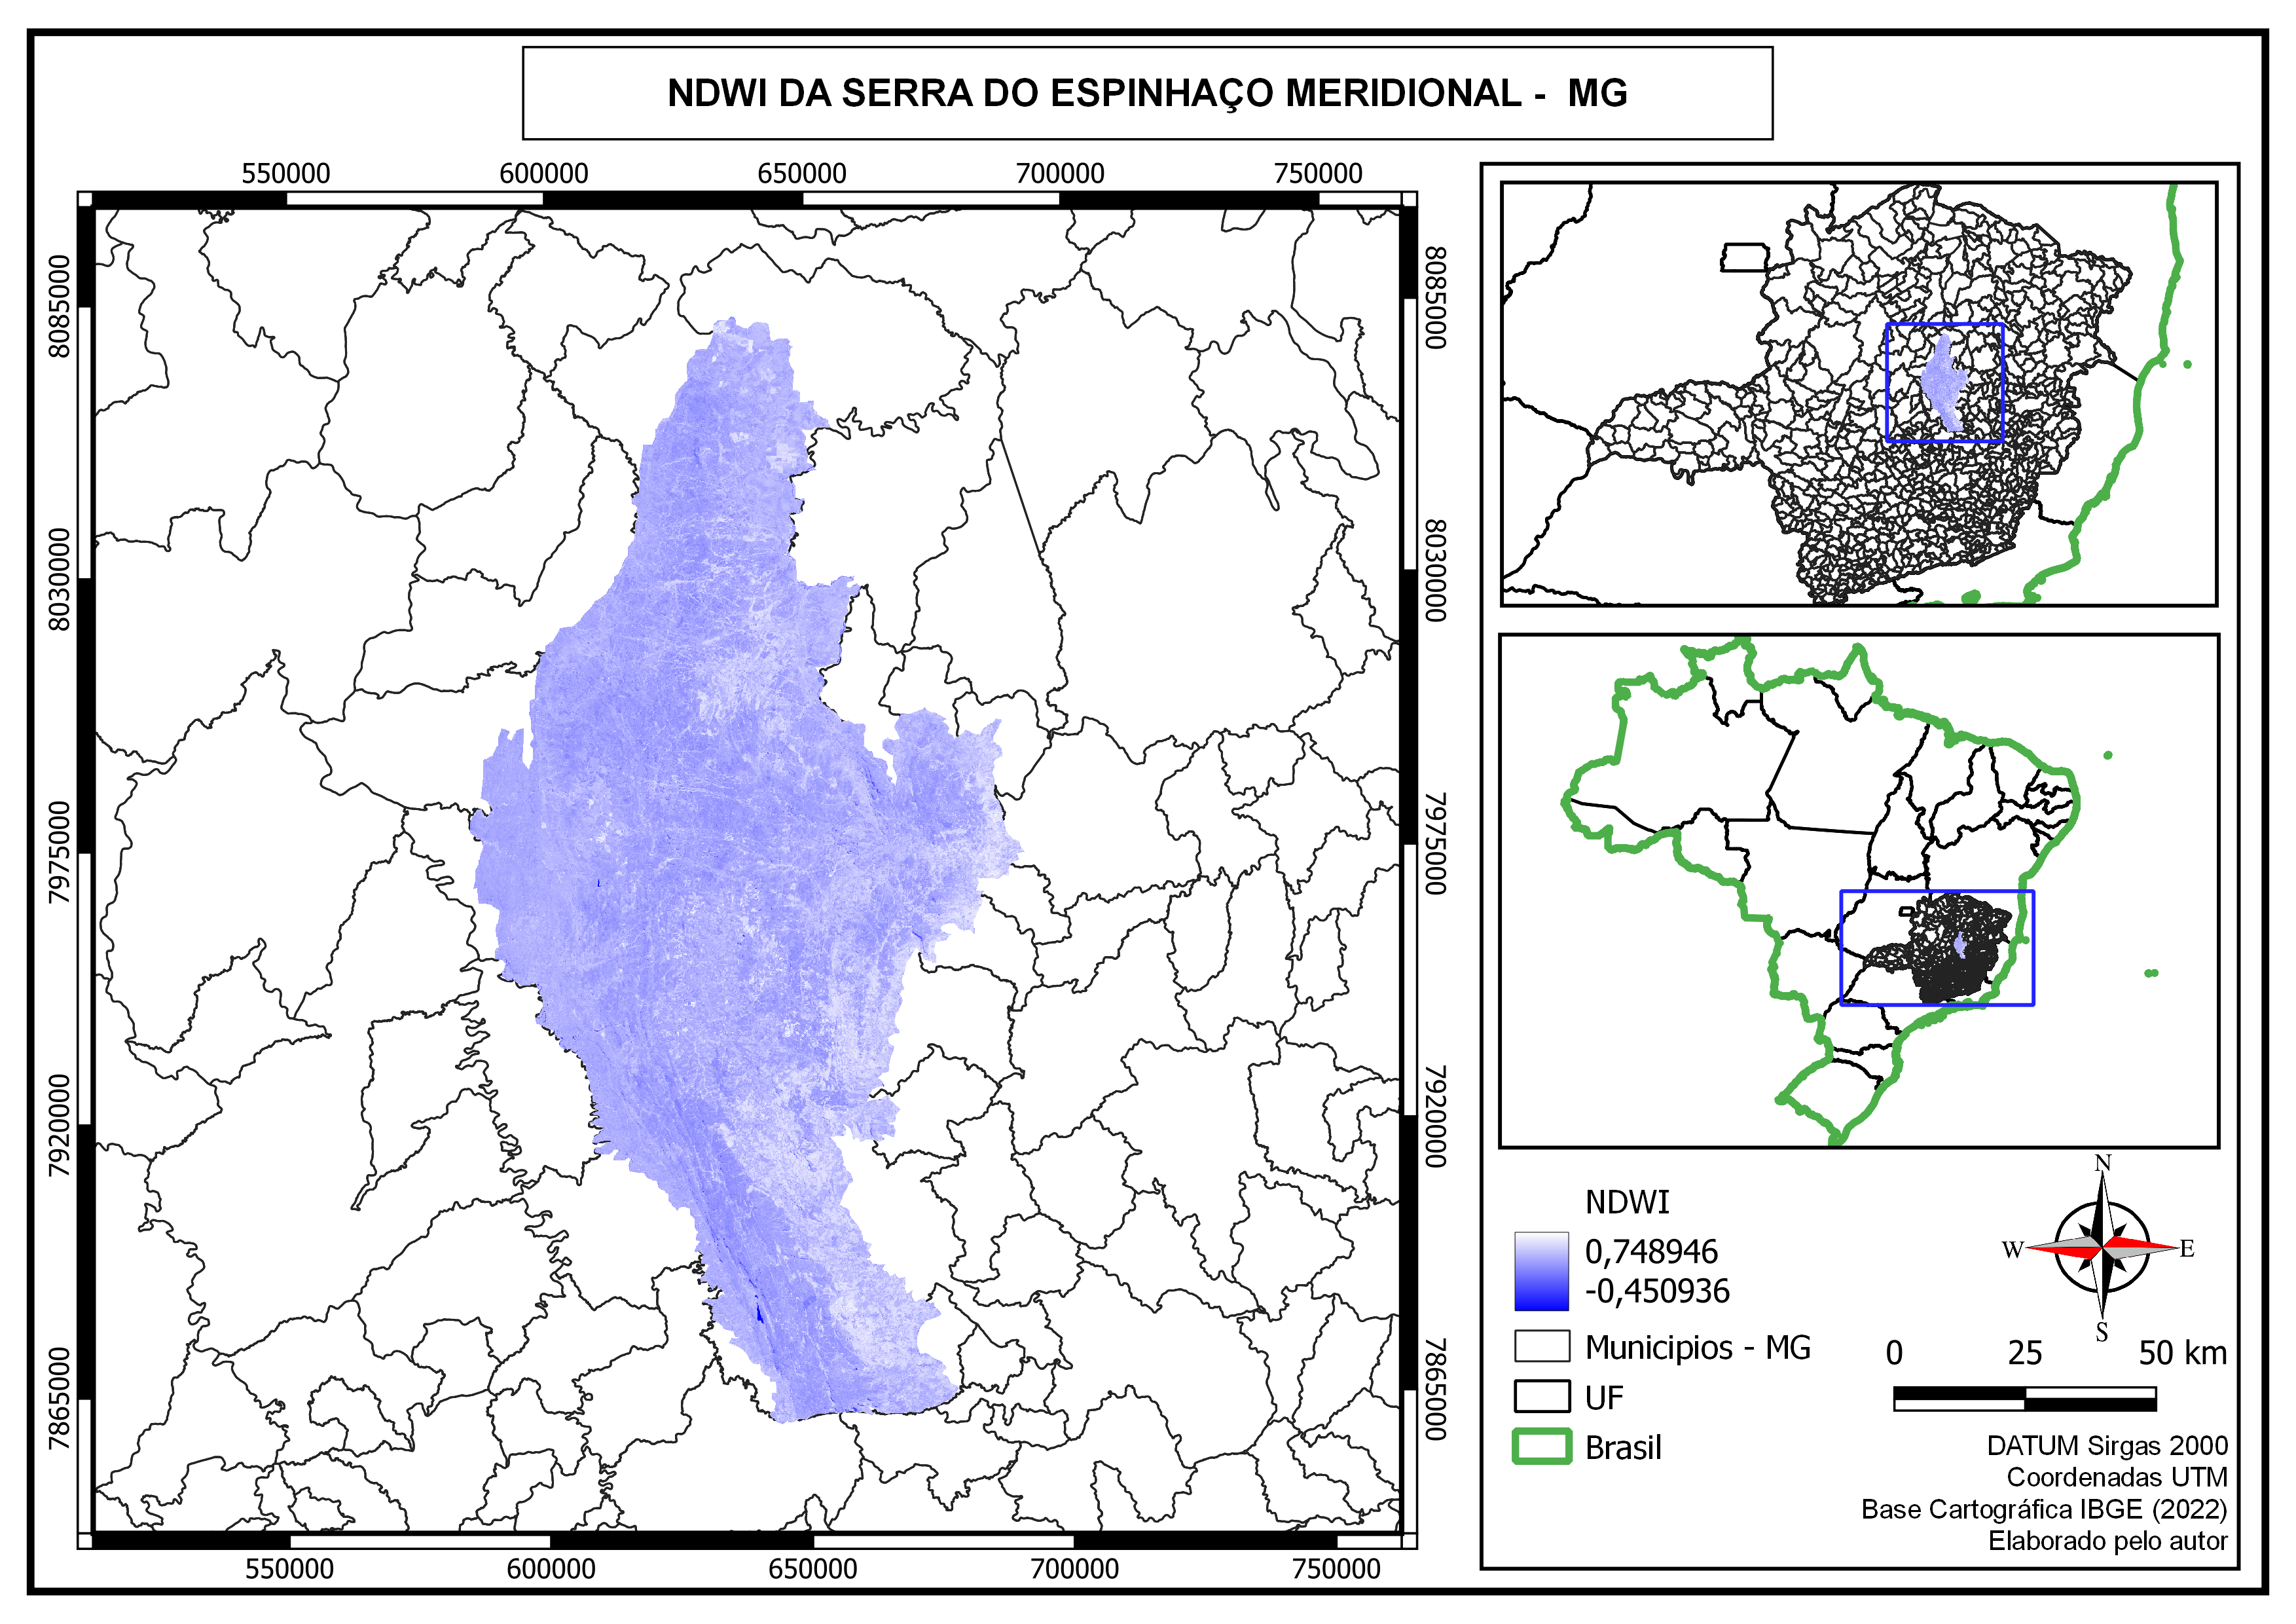 NDWI DA SERRA DO ESPINHAÇO MERIDIONAL - MG
550000 600000 650000 700000 750000
8085000
8030000
7975000
7920000
7865000
8085000
8030000
7975000
7920000
7865000
550000 600000 650000 700000 750000
NDWI
0,748946
-0,450936
Municipios - MG
UF
Brasil
N
W E
S
0 25 50 km
DATUM Sirgas 2000
Coordenadas UTM
Base Cartográfica IBGE (2022)
Elaborado pelo autor